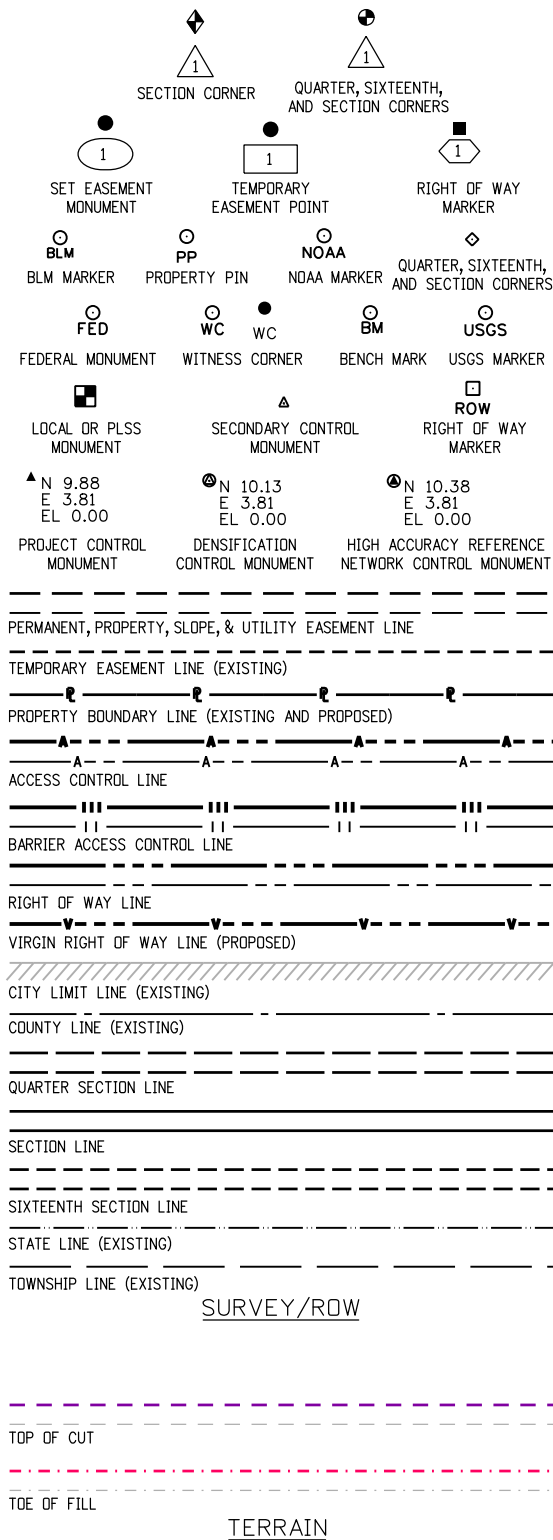 1 1
SECTION CORNER
QUARTER, SIXTEENTH,
AND SECTION CORNERS
1 1 1
SET EASEMENT
MONUMENT
TEMPORARY
EASEMENT POINT
RIGHT OF WAY
MARKER
BLM
BLM MARKER
PP
PROPERTY PIN
NOAA
NOAA MARKER
QUARTER, SIXTEENTH,
AND SECTION CORNERS
FED
FEDERAL MONUMENT
WC WC
WITNESS CORNER
BM
BENCH MARK
USGS
USGS MARKER
LOCAL OR PLSS
MONUMENT
SECONDARY CONTROL
MONUMENT
ROW
RIGHT OF WAY
MARKER
N 9.88
E 3.81
EL 0.00
PROJECT CONTROL
MONUMENT
N 10.13
E 3.81
EL 0.00
DENSIFICATION
CONTROL MONUMENT
N 10.38
E 3.81
EL 0.00
HIGH ACCURACY REFERENCE
NETWORK CONTROL MONUMENT
PERMANENT, PROPERTY, SLOPE, & UTILITY EASEMENT LINE
TEMPORARY EASEMENT LINE (EXISTING)
PL PL PL PL
PROPERTY BOUNDARY LINE (EXISTING AND PROPOSED)
A A A A
A A A A
ACCESS CONTROL LINE
BARRIER ACCESS CONTROL LINE
RIGHT OF WAY LINE
V V V V
VIRGIN RIGHT OF WAY LINE (PROPOSED)
CITY LIMIT LINE (EXISTING)
COUNTY LINE (EXISTING)
QUARTER SECTION LINE
SECTION LINE
SIXTEENTH SECTION LINE
STATE LINE (EXISTING)
TOWNSHIP LINE (EXISTING)
SURVEY/ROW
TOP OF CUT
TOE OF FILL
TERRAIN